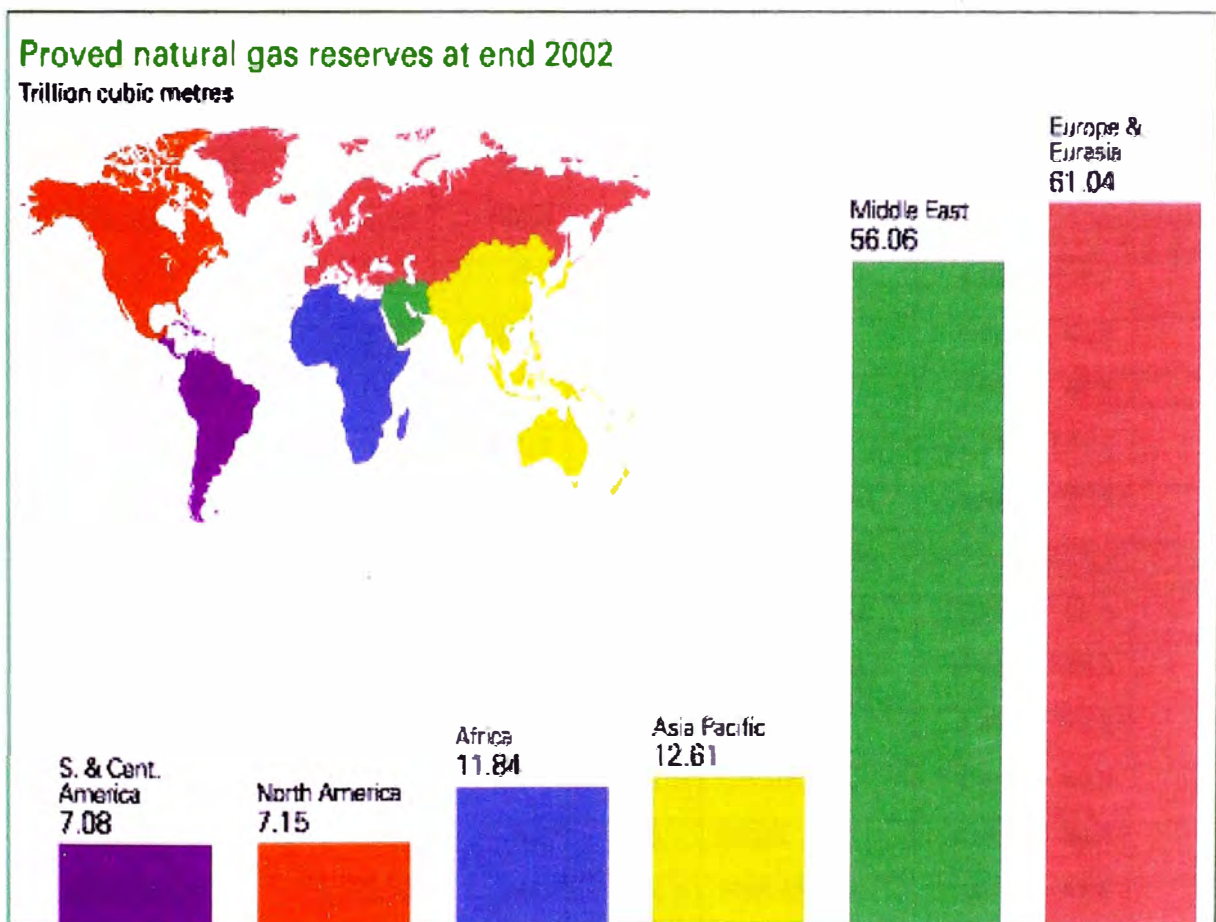 Proved natural gas reserves at end 2002
Trillion cubic metres
Europe &
Eurasia
61.04
Middle East
56.06
Asia Pacific
12.61
Africa
11.84
S. & Cent.
America
7.08
North America
7.15